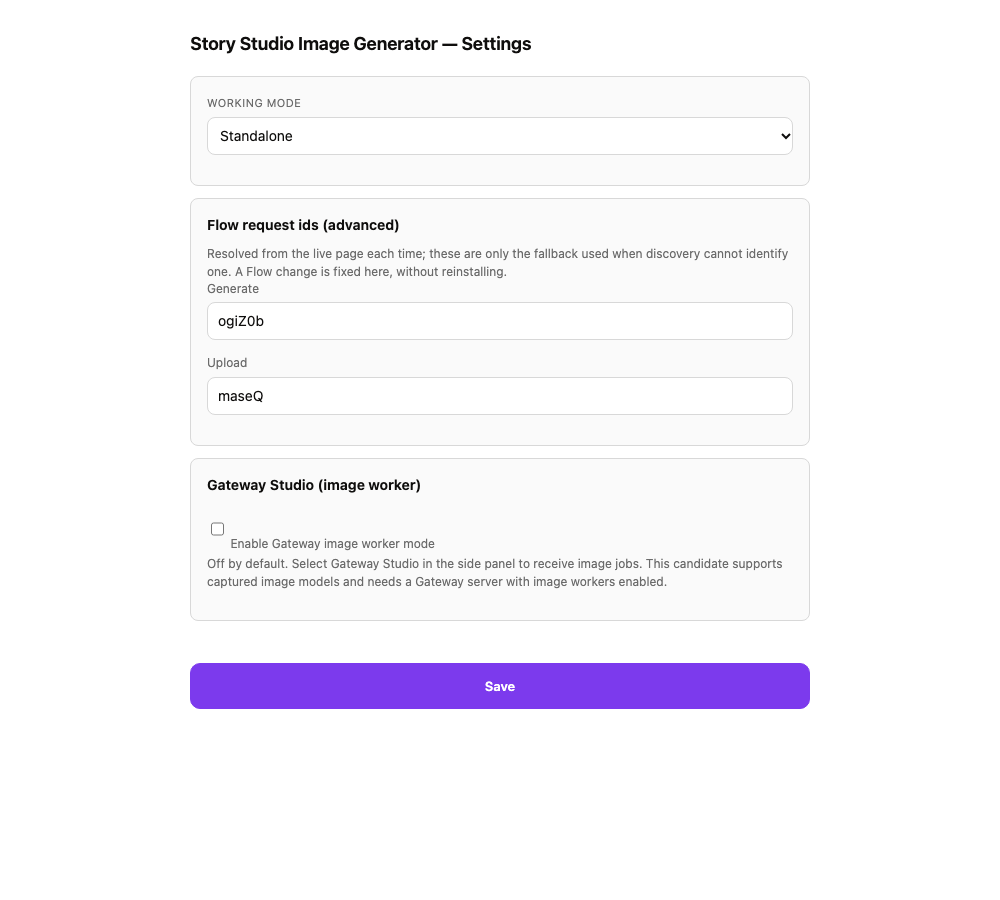 Story Studio Image Generator — Settings
WORKING MODE
Standalone
Flow request ids (advanced)
Resolved from the live page each time; these are only the fallback used when discovery cannot identify
one. A Flow change is fixed here, without reinstalling.
Generate
ogiZ0b
Upload
maseQ
Gateway Studio (image worker)
Enable Gateway image worker mode
Off by default. Select Gateway Studio in the side panel to receive image jobs. This candidate supports
captured image models and needs a Gateway server with image workers enabled.
Save